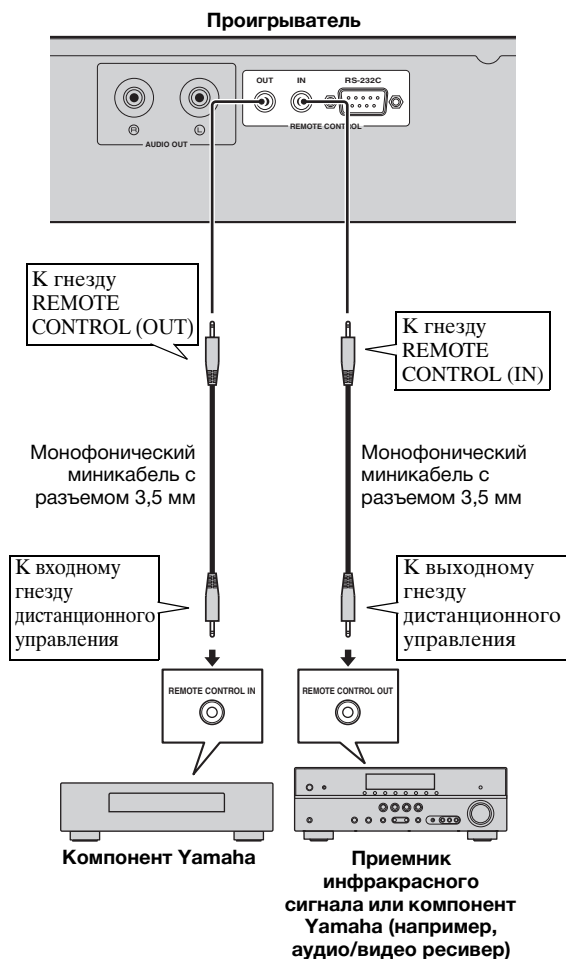 Проигрыватель
OUT
IN
RS-232C
R
L
AUDIO OUT
REMOTE CONTROL
К гнезду
REMOTE
CONTROL (OUT)
К гнезду
REMOTE
CONTROL (IN)
Монофонический
миникабель с
разъемом 3,5 мм
Монофонический
миникабель с
разъемом 3,5 мм
К входному
гнезду
дистанционного
управления
К выходному
гнезду
дистанционного
управления
REMOTE CONTROL IN
REMOTE CONTROL OUT
Компонент Yamaha
Приемник
инфракрасного
сигнала или компонент
Yamaha (например,
аудио/видео ресивер)